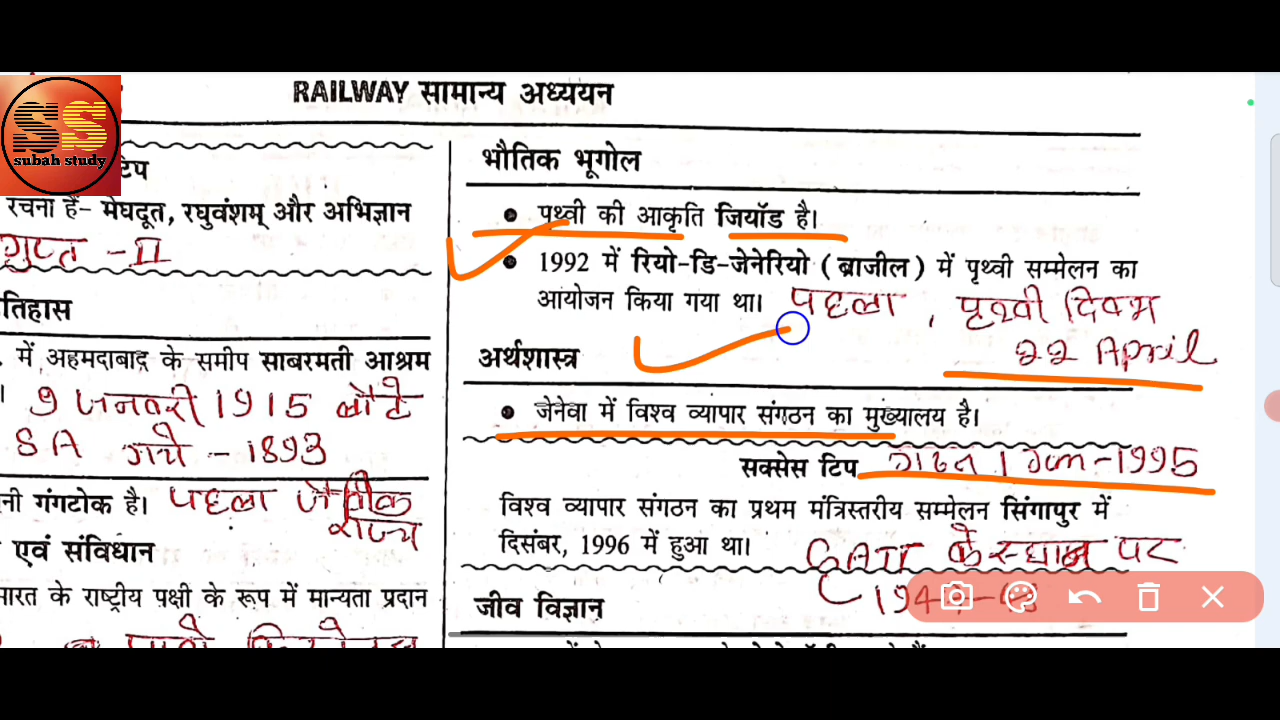 RAILWAY सामान्य अध्ययन
SS
subah study
टिप
रचना हैं- मेघदूत, रघुवंशम् और अभिज्ञान
गुप्त - II
तिहास
में अहमदाबाद के समीप साबरमती आश्रम
9 जनवरी 1915 लौटे
SA गये - 1893
नी गंगटोक है। पहला जैविक
राज्य
एवं संविधान
भारत के राष्ट्रीय पक्षी के रूप में मान्यता प्रदान
भौतिक भूगोल
• पृथ्वी की आकृति जियॉड है।
• 1992 में रियो-डि-जेनेरियो (ब्राजील) में पृथ्वी सम्मेलन का
आयोजन किया गया था। पहला , पृथ्वी दिवस
22 April
अर्थशास्त्र
• जेनेवा में विश्व व्यापार संगठन का मुख्यालय है।
सक्सेस टिप गठन 1 जन-1995
विश्व व्यापार संगठन का प्रथम मंत्रिस्तरीय सम्मेलन सिंगापुर में
दिसंबर, 1996 में हुआ था। GATT के स्थान पर
जीव विज्ञान